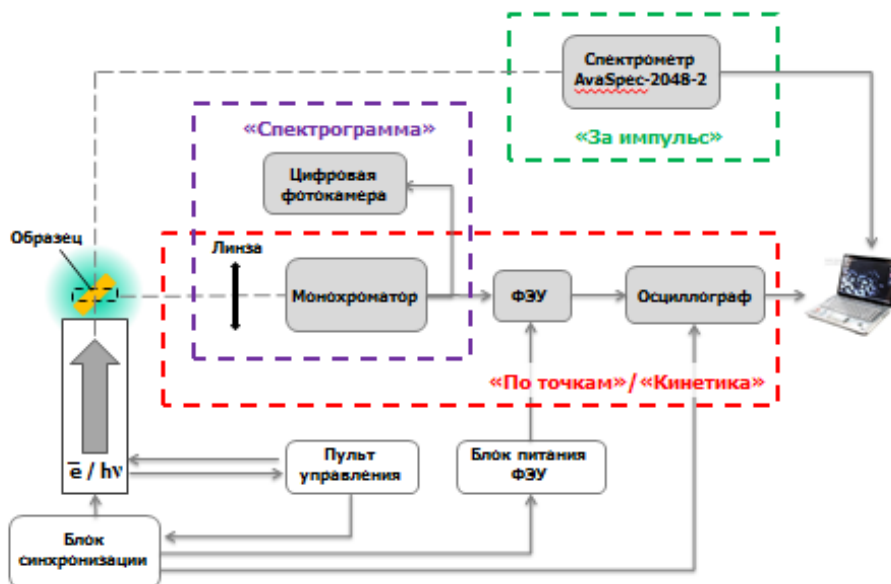 Спектрометр
AvaSpec-2048-2
«За импульс»
«Спектрограмма»
Цифровая
фотокамера
Образец
Линза
Монохроматор
ФЭУ
Осциллограф
«По точкам»/«Кинетика»
e̅ / hν
Пульт
управления
Блок питания
ФЭУ
Блок
синхронизации